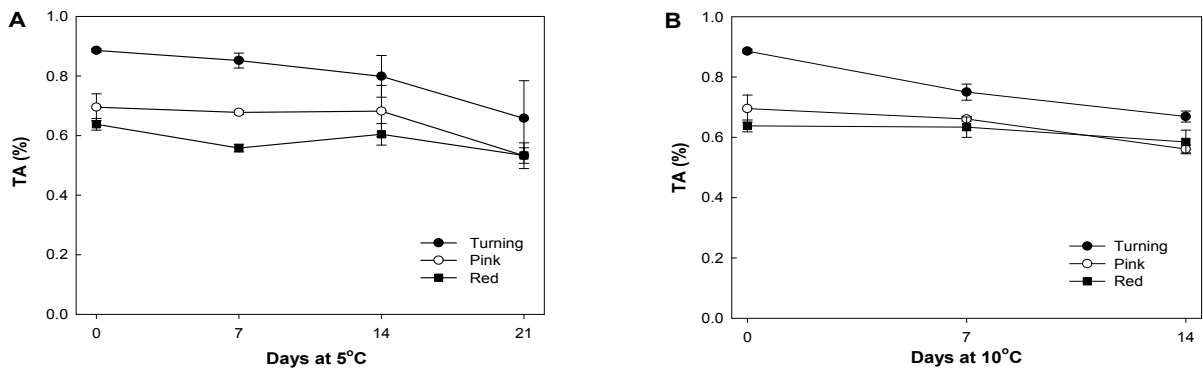 A
TA (%)
1.0
0.8
0.6
0.4
0.2
0.0
Turning
Pink
Red
0 7 14 21
Days at 5°C
B
TA (%)
1.0
0.8
0.6
0.4
0.2
0.0
Turning
Pink
Red
0 7 14
Days at 10°C